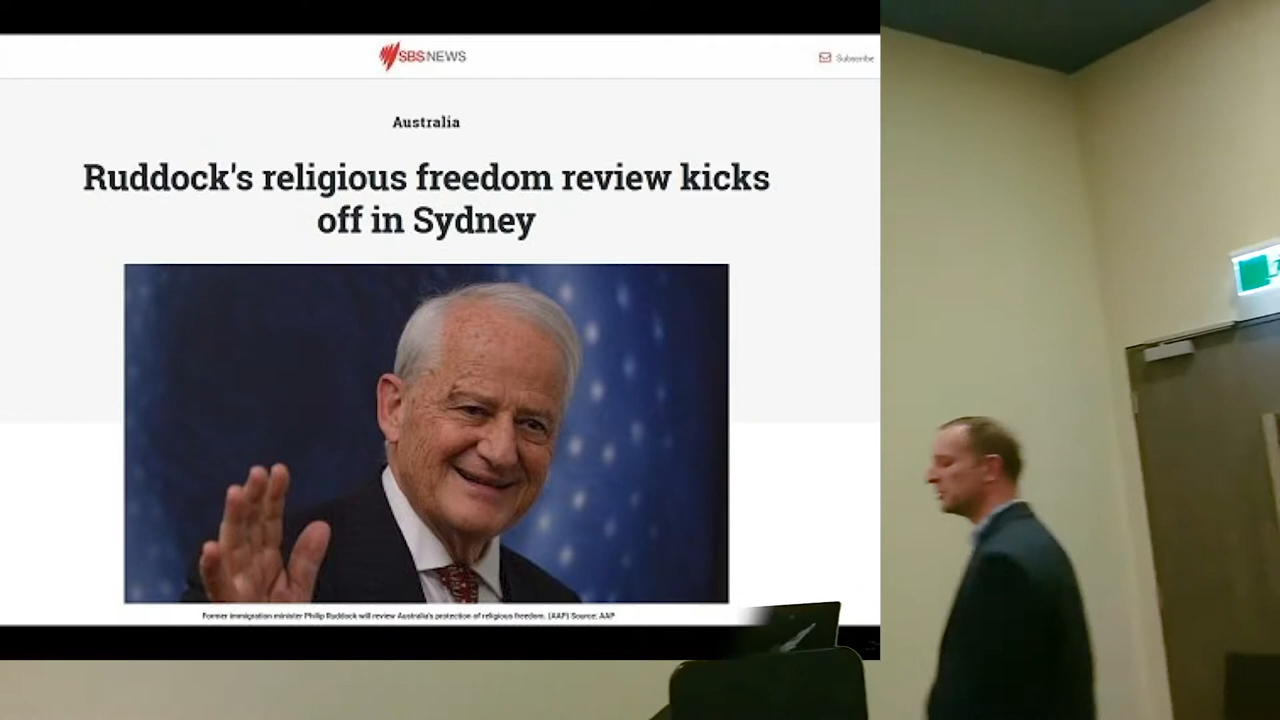 SBS NEWS
Subscribe
Australia
Ruddock's religious freedom review kicks
off in Sydney
Former immigration minister Philip Ruddock will review Australia's protection of religious freedom. (AAP) Source: AAP